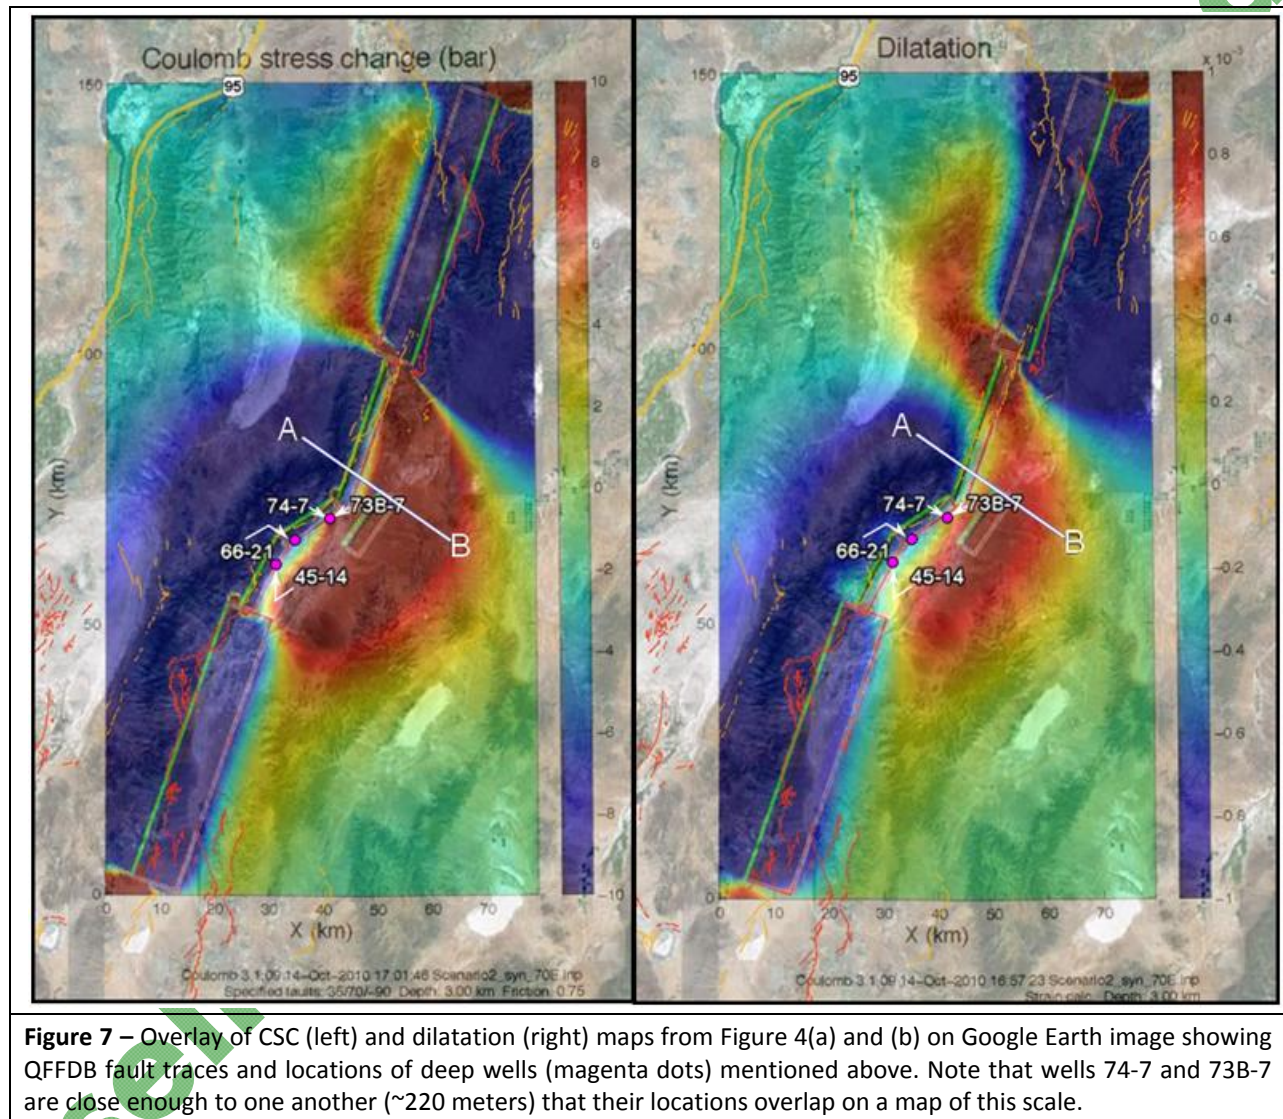 Coulomb stress change (bar)
95
150
100
50
0
Y (km)
0 10 20 30 40 50 60 70
X (km)
10
8
6
4
2
0
−2
−4
−6
−8
−10
A
B
74-7
73B-7
66-21
45-14
Coulomb 3.1.09 14-Oct-2010 17:01:46 Scenario2_syn_70E.inp
Specified faults: 35/70/-90 Depth: 3.00 km Friction: 0.75
Dilatation
95
x 10⁻³
150
100
50
0
Y (km)
0 10 20 30 40 50 60 70
X (km)
1
0.8
0.6
0.4
0.2
−0.2
−0.4
−0.6
−0.8
−1
A
B
74-7
73B-7
66-21
45-14
Coulomb 3.1.09 14-Oct-2010 16:57:23 Scenario2_syn_70E.inp
Strain calc. Depth: 3.00 km
Figure 7 – Overlay of CSC (left) and dilatation (right) maps from Figure 4(a) and (b) on Google Earth image showing
QFFDB fault traces and locations of deep wells (magenta dots) mentioned above. Note that wells 74-7 and 73B-7
are close enough to one another (~220 meters) that their locations overlap on a map of this scale.